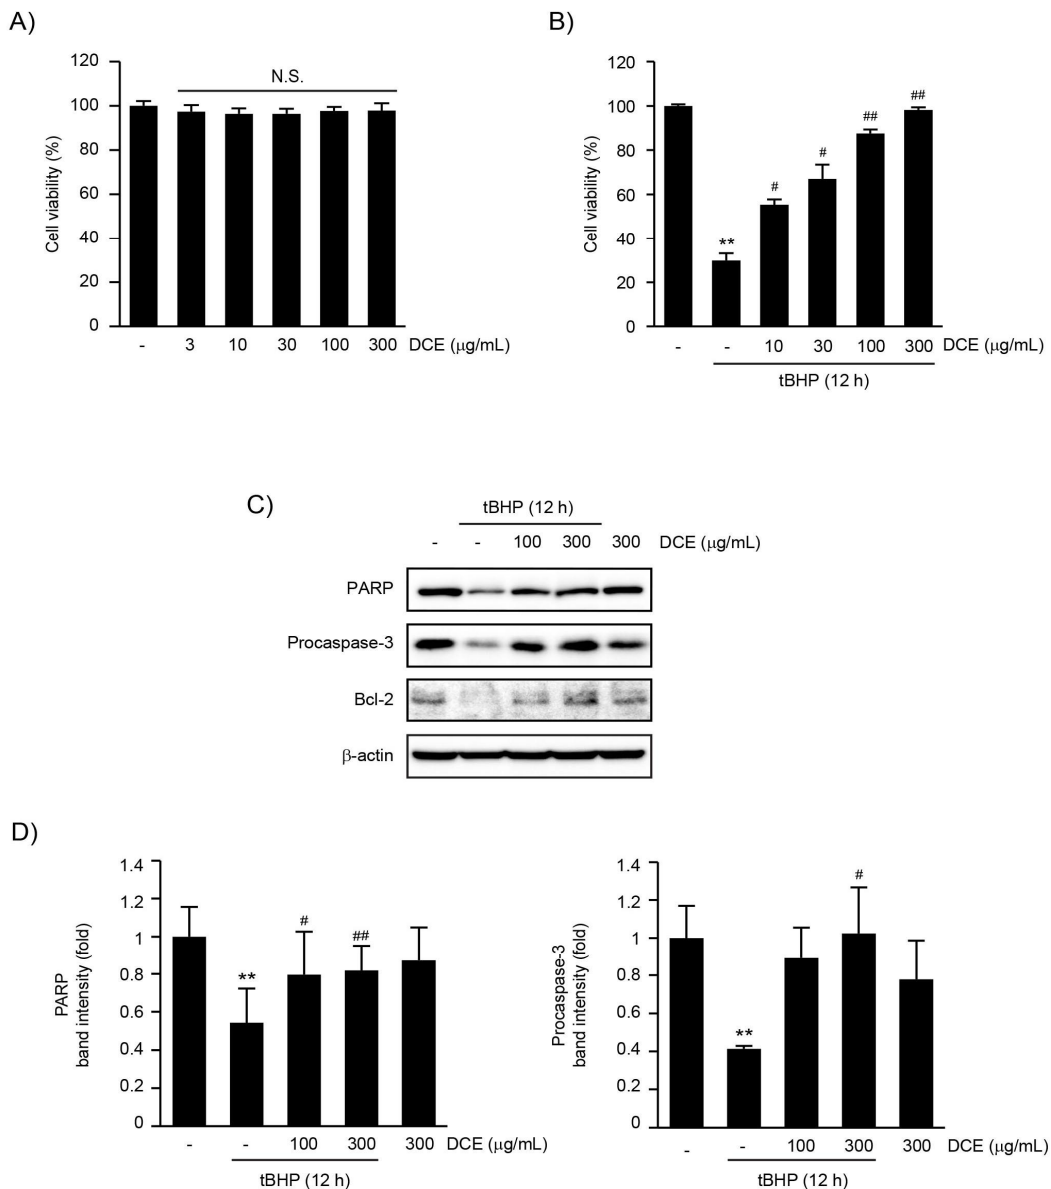 A)
120
100
80
60
40
20
0
Cell viability (%)
N.S.
- 3 10 30 100 300 DCE (μg/mL)
B)
120
100
80
60
40
20
0
Cell viability (%)
**
#
#
##
##
- - 10 30 100 300 DCE (μg/mL)
tBHP (12 h)
C)
tBHP (12 h)
- - 100 300 300 DCE (μg/mL)
PARP
Procaspase-3
Bcl-2
β-actin
D)
1.4
1.2
1
0.8
0.6
0.4
0.2
0
PARP
band intensity (fold)
**
#
##
- - 100 300 300 DCE (μg/mL)
tBHP (12 h)
1.4
1.2
1
0.8
0.6
0.4
0.2
0
Procaspase-3
band intensity (fold)
**
#
- - 100 300 300 DCE (μg/mL)
tBHP (12 h)